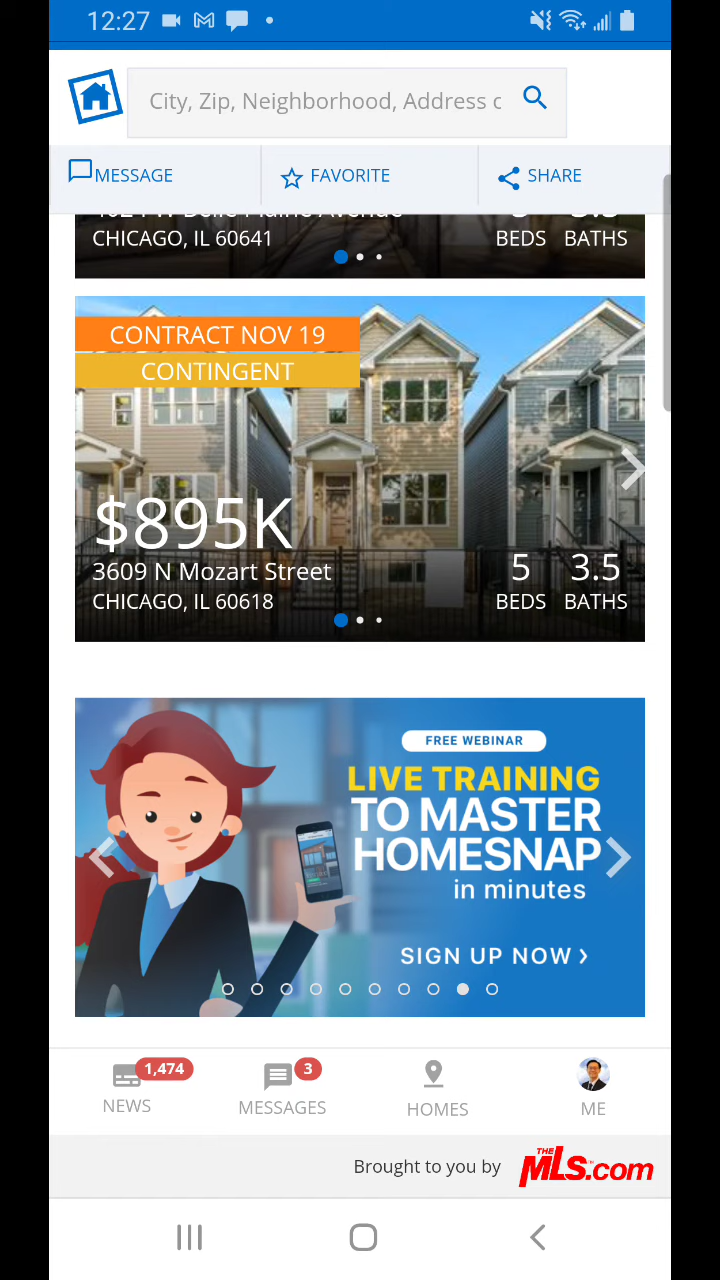 12:27
City, Zip, Neighborhood, Address c
MESSAGE
FAVORITE
SHARE
CHICAGO, IL 60641
BEDS BATHS
CONTRACT NOV 19
CONTINGENT
$895K
3609 N Mozart Street
CHICAGO, IL 60618
5 3.5
BEDS BATHS
FREE WEBINAR
LIVE TRAINING
TO MASTER
HOMESNAP
in minutes
SIGN UP NOW ›
1,474
NEWS
3
MESSAGES
HOMES
ME
Brought to you by
THE MLS.com